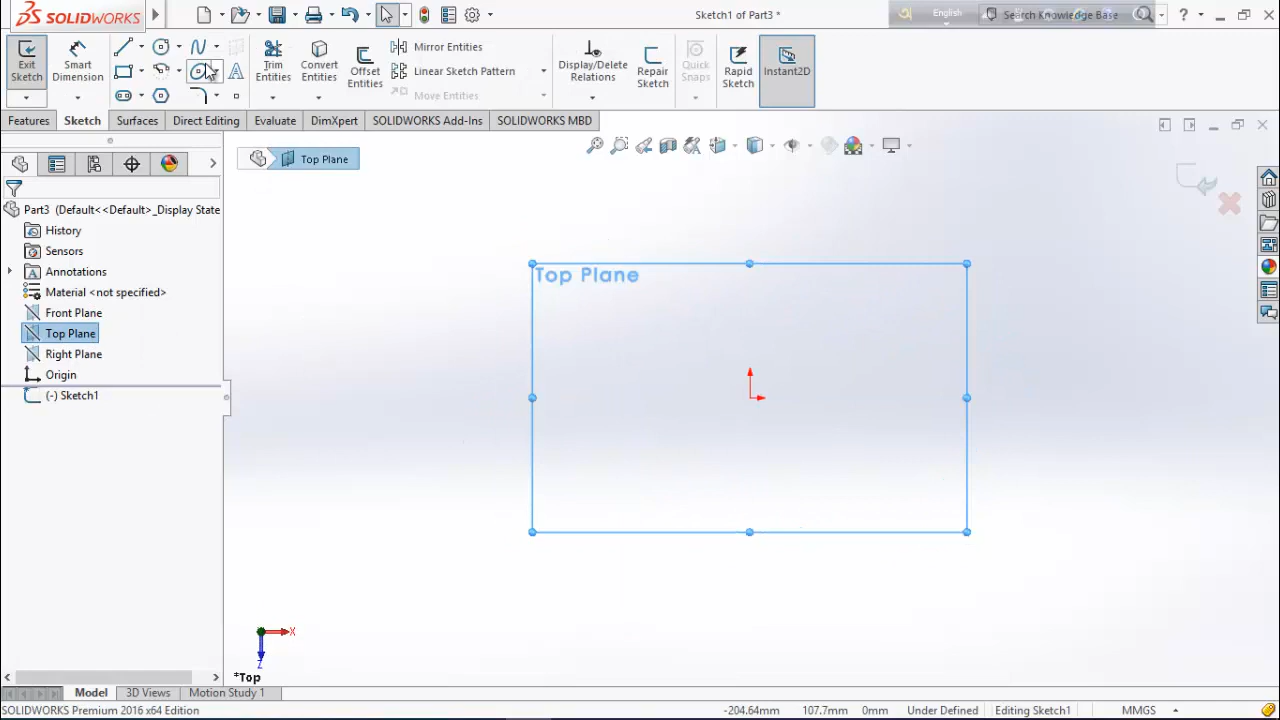 SOLIDWORKS
Sketch1 of Part3 *
English
Search Knowledge Base
?
Exit Sketch
Smart Dimension
Trim Entities
Convert Entities
Offset Entities
Mirror Entities
Linear Sketch Pattern
Move Entities
Display/Delete Relations
Repair Sketch
Quick Snaps
Rapid Sketch
Instant2D
Features
Sketch
Surfaces
Direct Editing
Evaluate
DimXpert
SOLIDWORKS Add-Ins
SOLIDWORKS MBD
Top Plane
Part3 (Default<<Default>_Display State
History
Sensors
Annotations
Material <not specified>
Front Plane
Top Plane
Right Plane
Origin
(-) Sketch1
Top Plane
X
Z
*Top
Model
3D Views
Motion Study 1
SOLIDWORKS Premium 2016 x64 Edition
-204.64mm
107.7mm
0mm
Under Defined
Editing Sketch1
MMGS